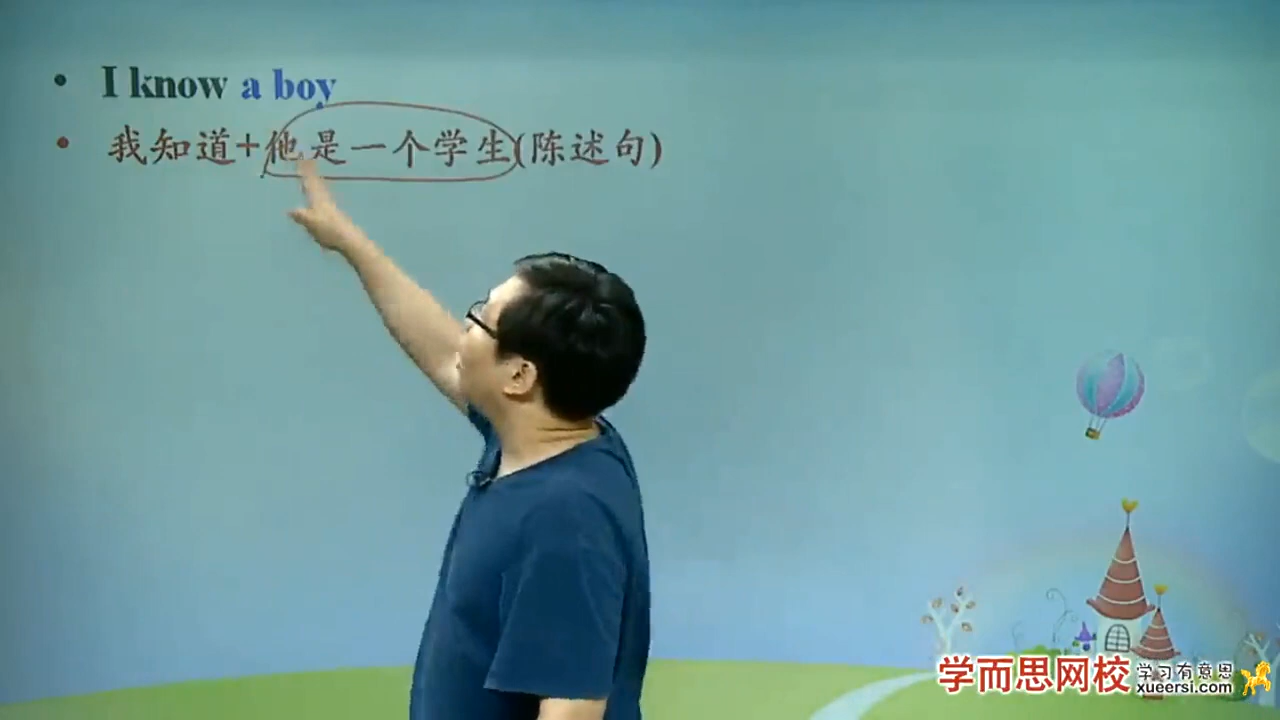 • I know a boy
• 我知道+他是一个学生(陈述句)
学而思网校
学习有意思
xueersi.com